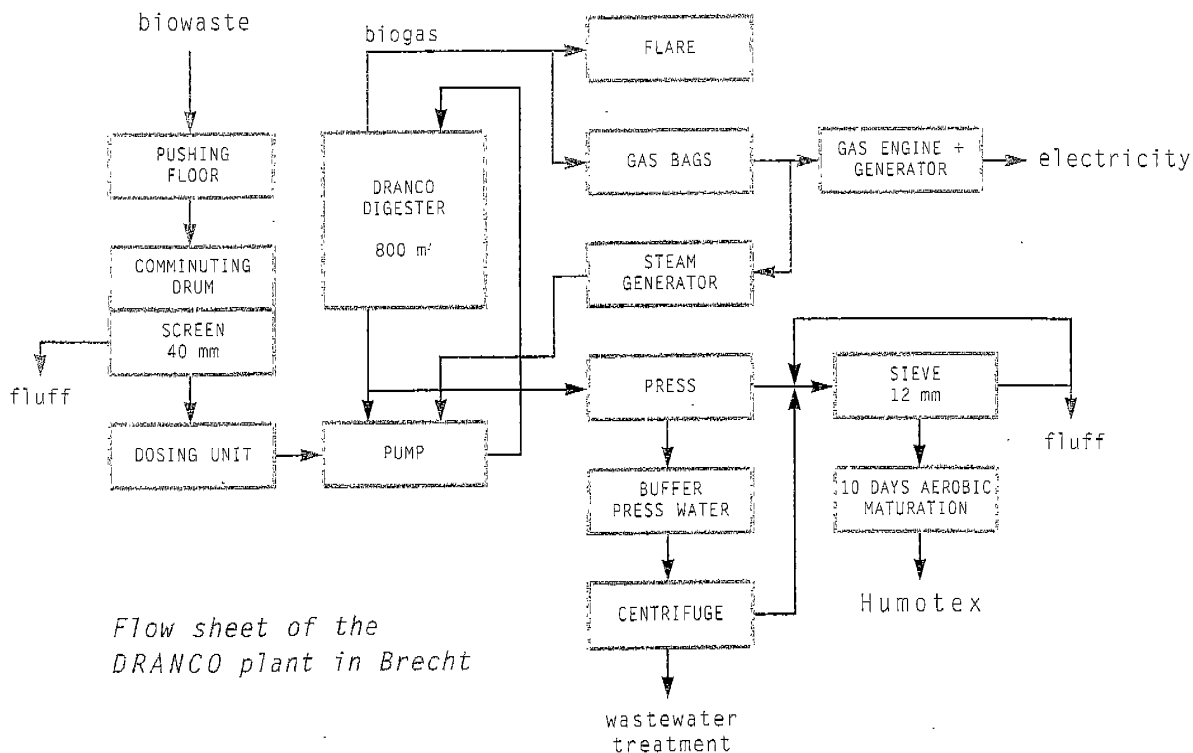 biowaste
biogas
FLARE
PUSHING
FLOOR
GAS BAGS
GAS ENGINE +
GENERATOR
electricity
DRANCO
DIGESTER
800 m³
COMMINUTING
DRUM
STEAM
GENERATOR
SCREEN
40 mm
fluff
PRESS
SIEVE
12 mm
fluff
DOSING UNIT
PUMP
BUFFER
PRESS WATER
10 DAYS AEROBIC
MATURATION
CENTRIFUGE
Humotex
Flow sheet of the
DRANCO plant in Brecht
wastewater
treatment